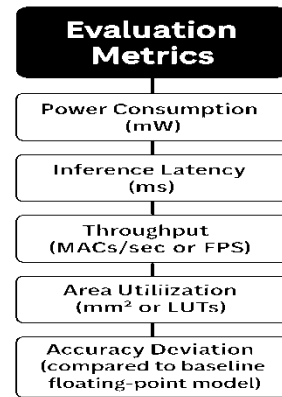 Evaluation
Metrics
Power Consumption
(mW)
Inference Latency
(ms)
Throughput
(MACs/sec or FPS)
Area Utiliization
(mm² or LUTs)
Accuracy Deviation
(compared to baseline
floating-point model)